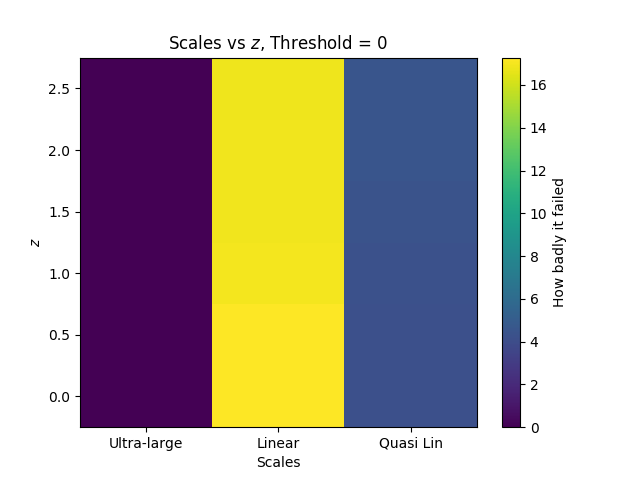 Scales vs z, Threshold = 0
2.5
2.0
1.5
1.0
0.5
0.0
z
Ultra-large
Linear
Quasi Lin
Scales
16
14
12
10
8
6
4
2
0
How badly it failed